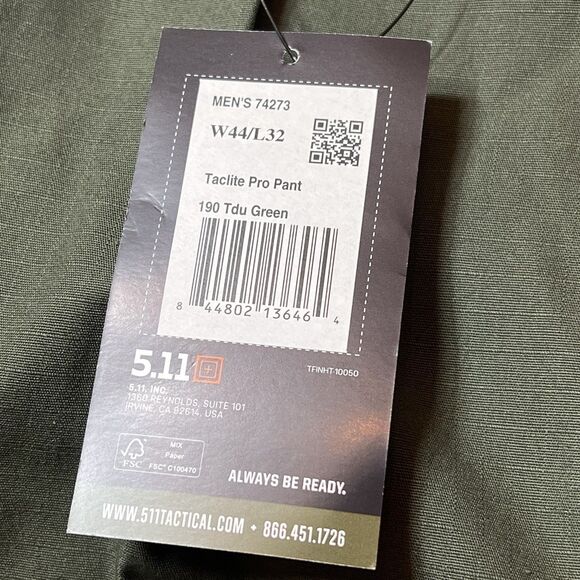 MEN'S 74273
W44/L32
Taclite Pro Pant
190 Tdu Green
8 44802 13646 4
5.11
TFINHT-10050
5.11, INC.
1360 REYNOLDS, SUITE 101
IRVINE, CA 92614, USA
FSC
MIX
Paper
FSC® C100470
ALWAYS BE READY.
WWW.511TACTICAL.COM • 866.451.1726